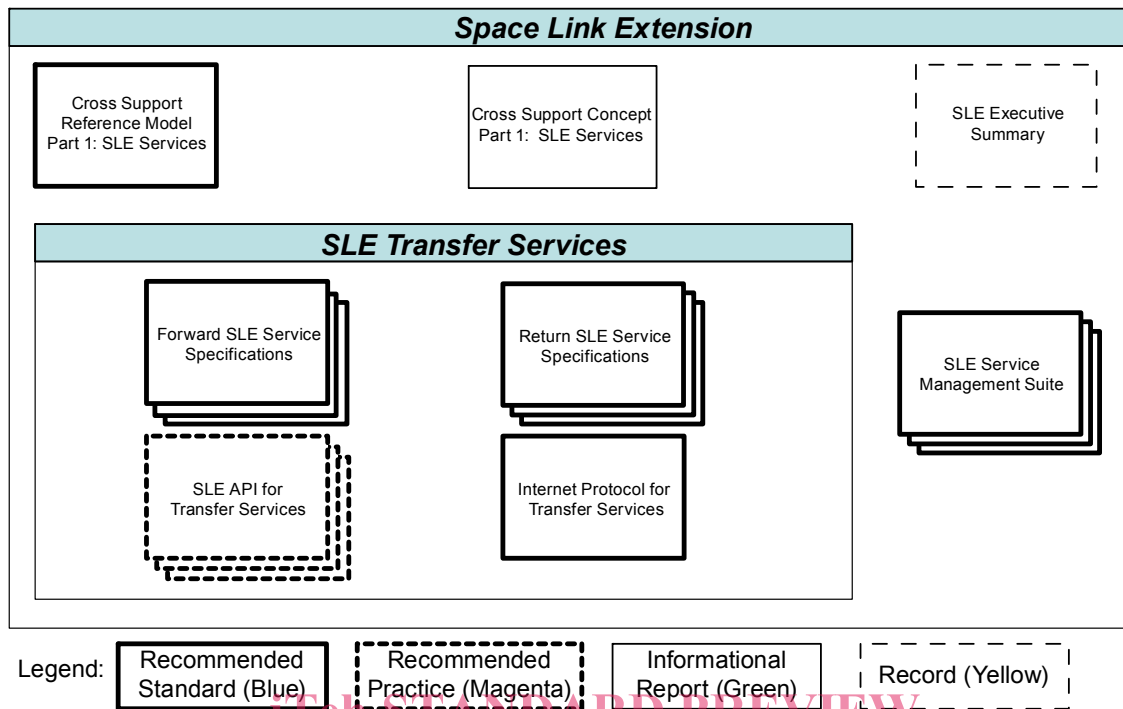 Space Link Extension
Cross Support
Reference Model
Part 1: SLE Services
Cross Support Concept
Part 1: SLE Services
SLE Executive
Summary
SLE Transfer Services
Forward SLE Service
Specifications
Return SLE Service
Specifications
SLE Service
Management Suite
SLE API for
Transfer Services
Internet Protocol for
Transfer Services
Legend:
Recommended
Standard (Blue)
Recommended
Practice (Magenta)
Informational
Report (Green)
Record (Yellow)
iTeh STANDARD PREVIEW